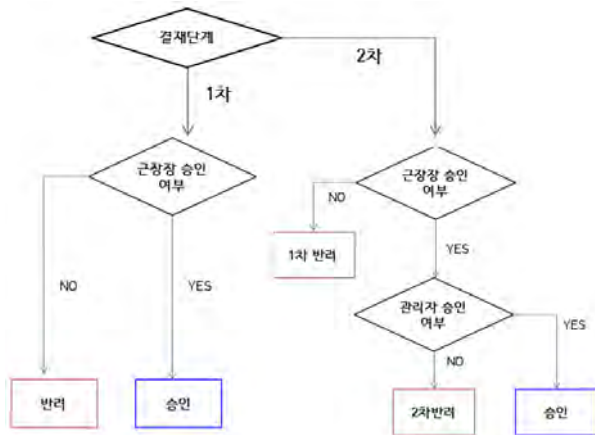 결재단계
2차
1차
근장장 승인
여부
근장장 승인
여부
NO
1차 반려
YES
NO
YES
관리자 승인
여부
YES
NO
반려
승인
2차반려
승인